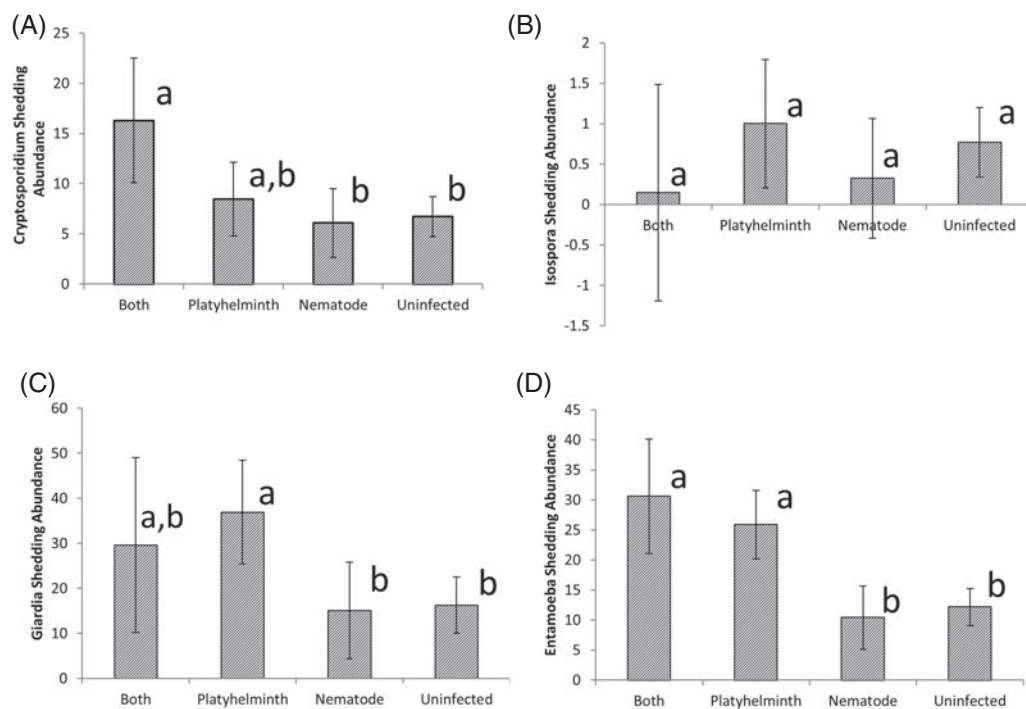 (A)
Cryptosporidium Shedding
Abundance
25
20
15
10
5
0
a
a,b
b
b
Both
Platyhelminth
Nematode
Uninfected
(B)
Isospora Shedding Abundance
2
1.5
1
0.5
0
-0.5
-1
-1.5
a
a
a
a
Both
Platyhelminth
Nematode
Uninfected
(C)
Giardia Shedding Abundance
60
50
40
30
20
10
0
a,b
a
b
b
Both
Platyhelminth
Nematode
Uninfected
(D)
Entamoeba Shedding Abundance
45
40
35
30
25
20
15
10
5
0
a
a
b
b
Both
Platyhelminth
Nematode
Uninfected